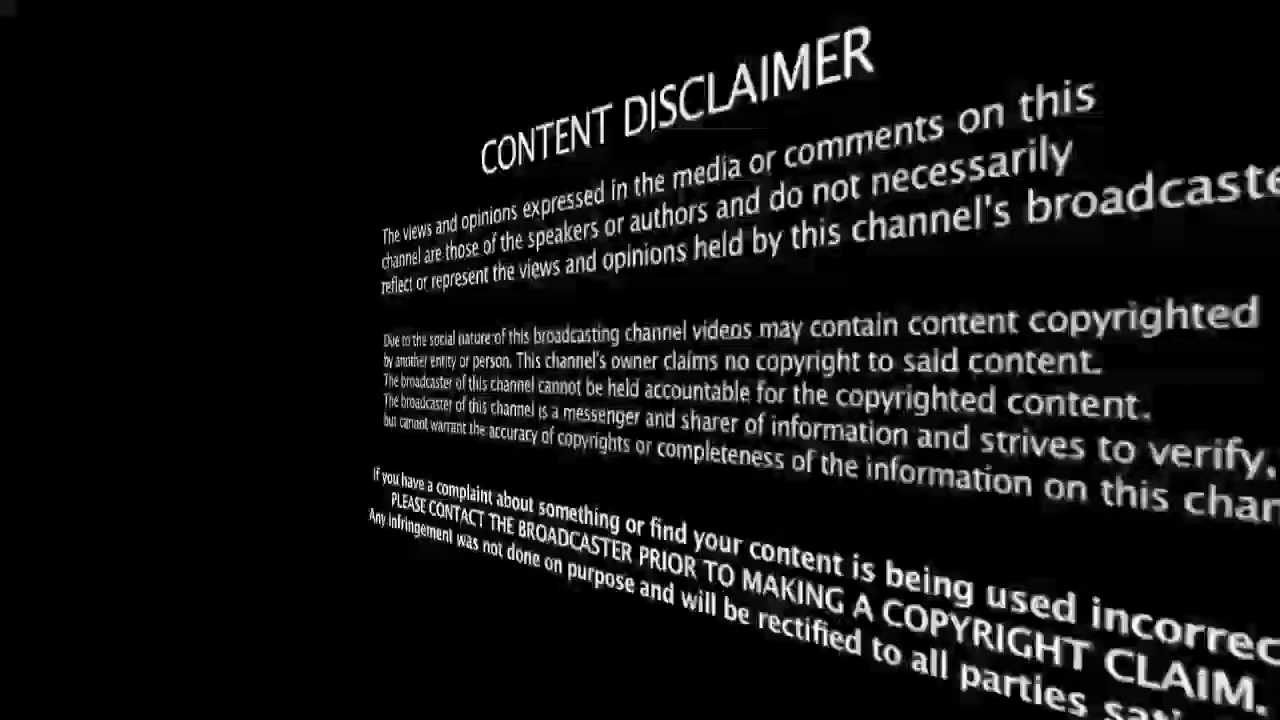 CONTENT DISCLAIMER
The views and opinions expressed in the media or comments on this
channel are those of the speakers or authors and do not necessarily
reflect or represent the views and opinions held by this channel's broadcaste
Due to the social nature of this broadcasting channel videos may contain content copyrighted
by another entity or person. This channel's owner claims no copyright to said content.
The broadcaster of this channel cannot be held accountable for the copyrighted content.
The broadcaster of this channel is a messenger and sharer of information and strives to verify,
but cannot warrant the accuracy of copyrights or completeness of the information on this chan
If you have a complaint about something or find your content is being used incorrec
PLEASE CONTACT THE BROADCASTER PRIOR TO MAKING A COPYRIGHT CLAIM.
Any infringement was not done on purpose and will be rectified to all parties sati